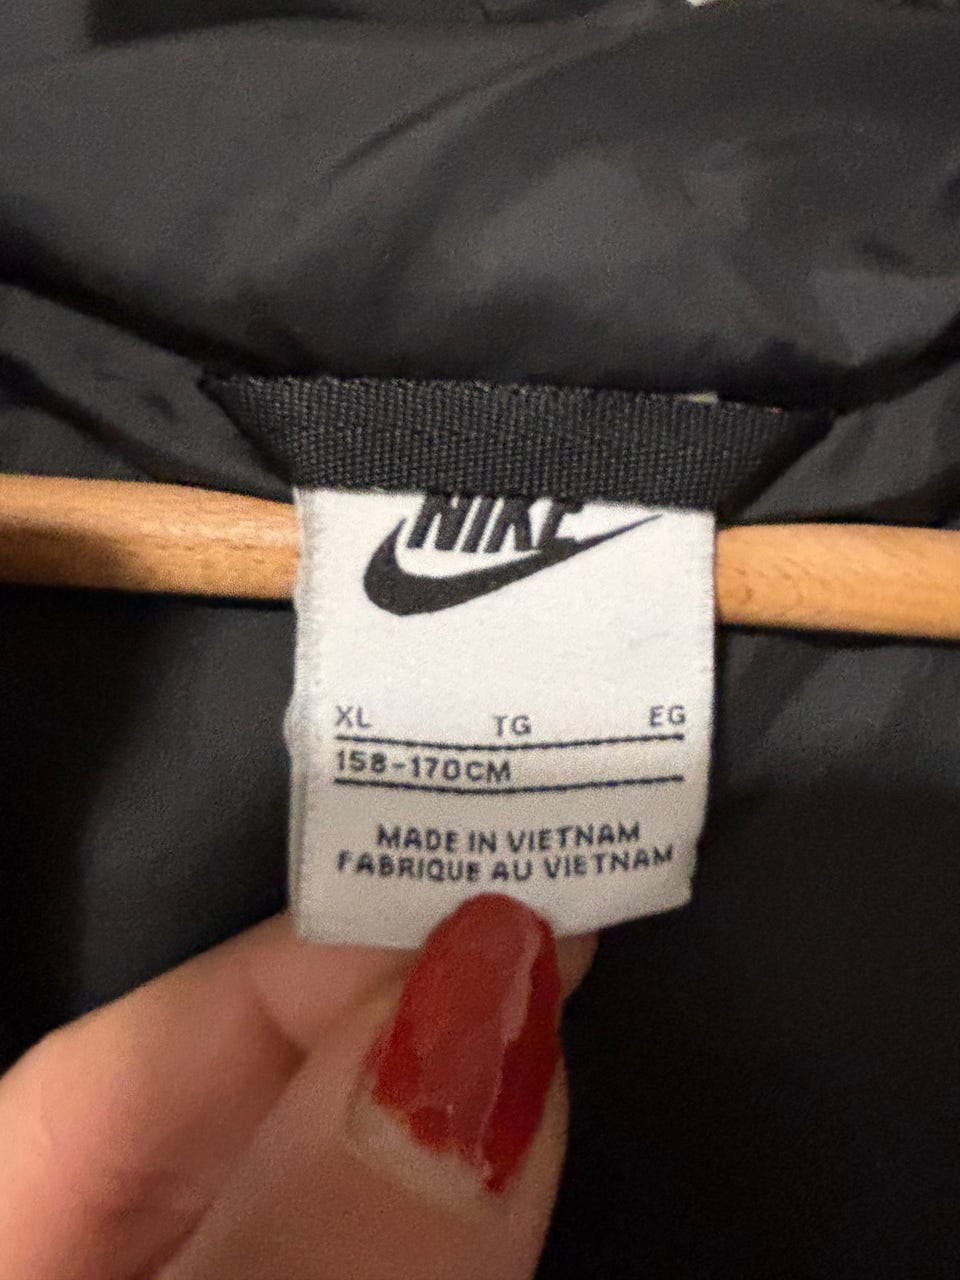 NIKE
XL TG EG
158-170CM
MADE IN VIETNAM
FABRIQUE AU VIETNAM